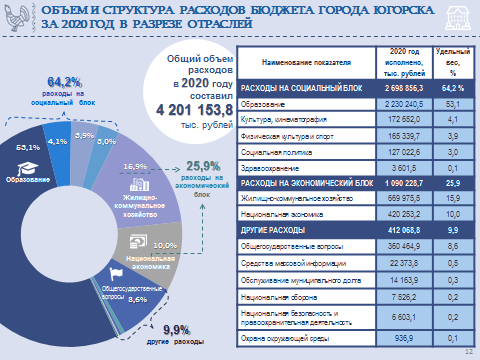 ОБЪЕМ И СТРУКТУРА РАСХОДОВ БЮДЖЕТА ГОРОДА ЮГОРСКА
ЗА 2020 ГОД В РАЗРЕЗЕ ОТРАСЛЕЙ
64,2%
расходы на
социальный блок
53,1%
Образование
4,1%
3,9%
3,0%
15,9%
Жилищно-
коммунальное
хозяйство
10,0%
Национальная
экономика
Общегосударственные
вопросы
8,6%
9,9%
другие расходы
25,9%
расходы на
экономический
блок
Общий объем
расходов
в 2020 году
составил
4 201 153,8
тыс. рублей
Наименование показателя
2020 год
исполнено,
тыс. рублей
Удельный
вес,
%
РАСХОДЫ НА СОЦИАЛЬНЫЙ БЛОК 2 698 856,3 64,2 %
Образование 2 230 240,5 53,1
Культура, кинематография 172 652,0 4,1
Физическая культура и спорт 165 339,7 3,9
Социальная политика 127 022,6 3,0
Здравоохранение 3 601,5 0,1
РАСХОДЫ НА ЭКОНОМИЧЕСКИЙ БЛОК 1 090 228,7 25,9
Жилищно-коммунальное хозяйство 669 975,5 15,9
Национальная экономика 420 253,2 10,0
ДРУГИЕ РАСХОДЫ 412 068,8 9,9
Общегосударственные вопросы 360 464,9 8,6
Средства массовой информации 22 373,8 0,5
Обслуживание муниципального долга 14 163,9 0,3
Национальная оборона 7 526,2 0,2
Национальная безопасность и
правоохранительная деятельность 6 603,1 0,2
Охрана окружающей среды 936,9 0,1
12